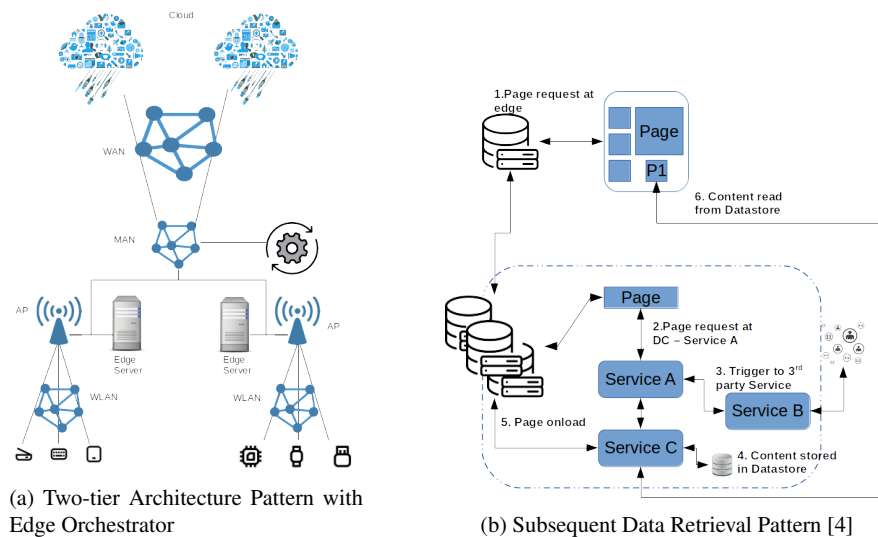 Cloud
WAN
MAN
AP
AP
Edge
Server
Edge
Server
WLAN
WLAN
(a) Two-tier Architecture Pattern with
Edge Orchestrator
1.Page request at
edge
Page
P1
6. Content read
from Datastore
Page
2.Page request at
DC – Service A
3. Trigger to 3rd
party Service
Service A
Service B
5. Page onload
Service C
4. Content stored
in Datastore
(b) Subsequent Data Retrieval Pattern [4]